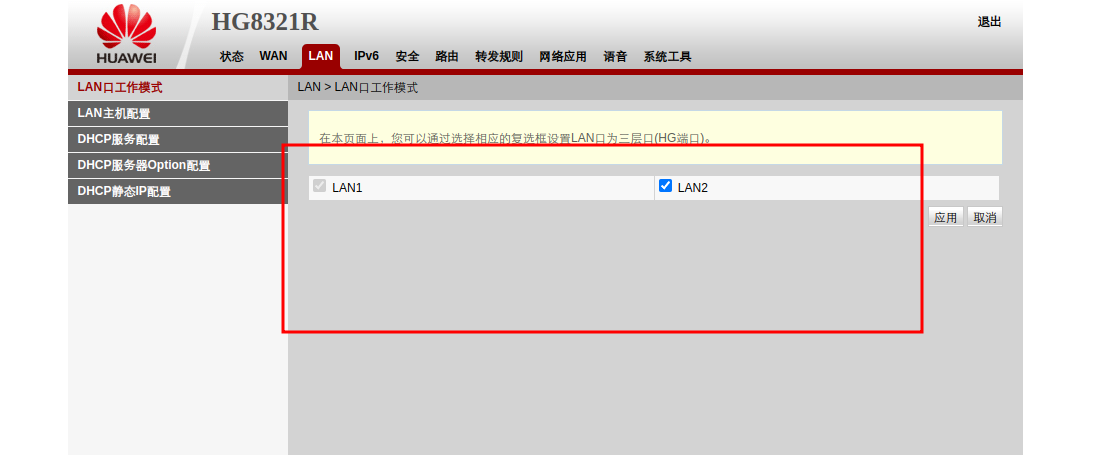 HG8321R
退出
HUAWEI
状态 WAN LAN IPv6 安全 路由 转发规则 网络应用 语音 系统工具
LAN口工作模式
LAN > LAN口工作模式
LAN主机配置
DHCP服务配置
DHCP服务器Option配置
DHCP静态IP配置
在本页面上，您可以通过选择相应的复选框设置LAN口为三层口(HG端口)。
LAN1 LAN2
应用 取消